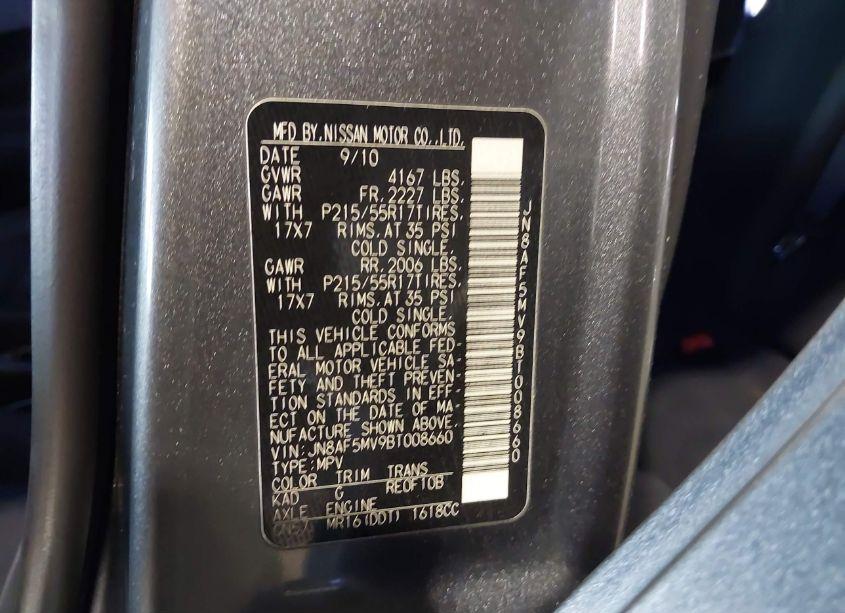 MFD BY.NISSAN MOTOR CO.,LTD.
DATE 9/10
GVWR 4167 LBS.
GAWR FR.2227 LBS.
WITH P215/55R17TIRES,
17X7 RIMS,AT 35 PSI
COLD SINGLE.
GAWR RR.2006 LBS.
WITH P215/55R17TIRES,
17X7 RIMS,AT 35 PSI
COLD SINGLE.
THIS VEHICLE CONFORMS
TO ALL APPLICABLE FED-
ERAL MOTOR VEHICLE SA-
FETY AND THEFT PREVEN-
TION STANDARDS IN EFF-
ECT ON THE DATE OF MA-
NUFACTURE SHOWN ABOVE.
VIN:JN8AF5MV9BT008660
TYPE:MPV
COLOR TRIM TRANS
KAD G RE0F10B
AXLE ENGINE
MR16(DDT) 1618CC
JN8AF5MV9BT008660